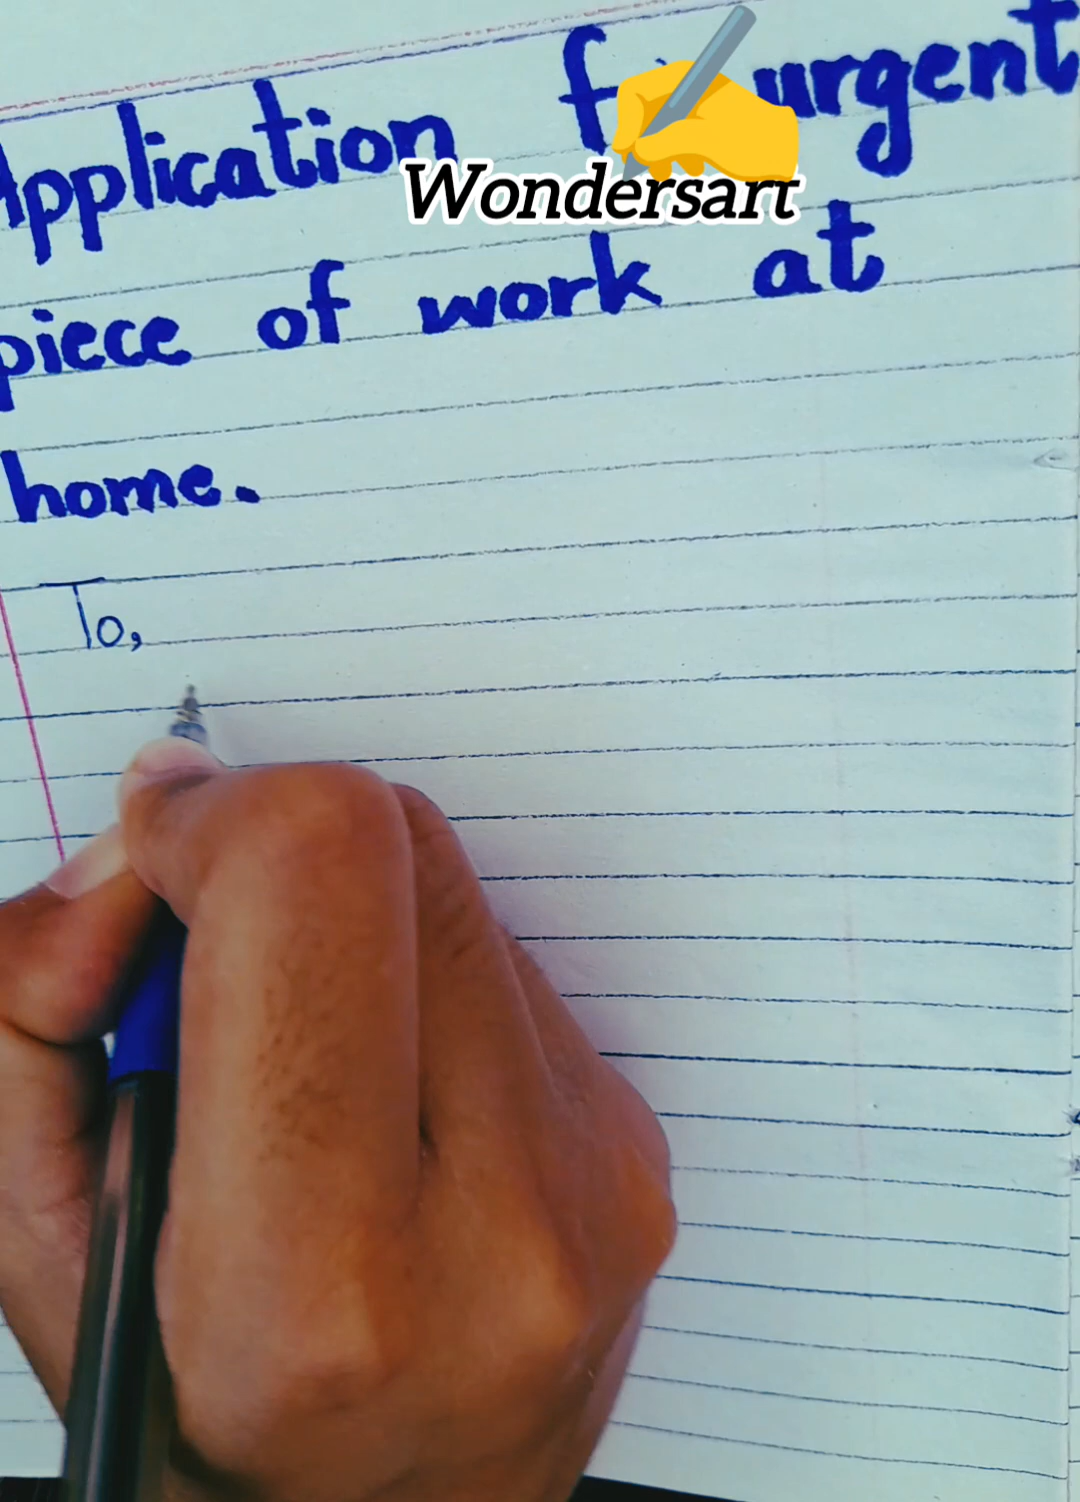 Application f urgent
Wondersart
piece of work at
home.
To,